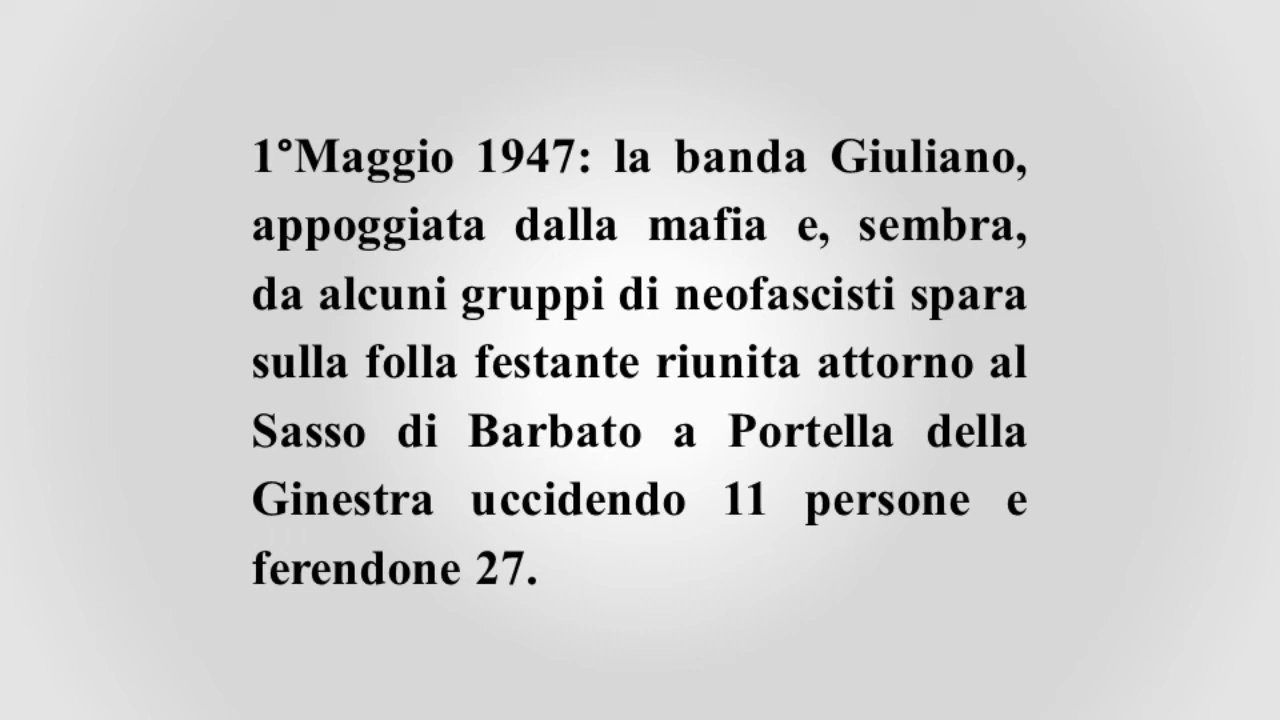 1°Maggio 1947: la banda Giuliano,
appoggiata dalla mafia e, sembra,
da alcuni gruppi di neofascisti spara
sulla folla festante riunita attorno al
Sasso di Barbato a Portella della
Ginestra uccidendo 11 persone e
ferendone 27.